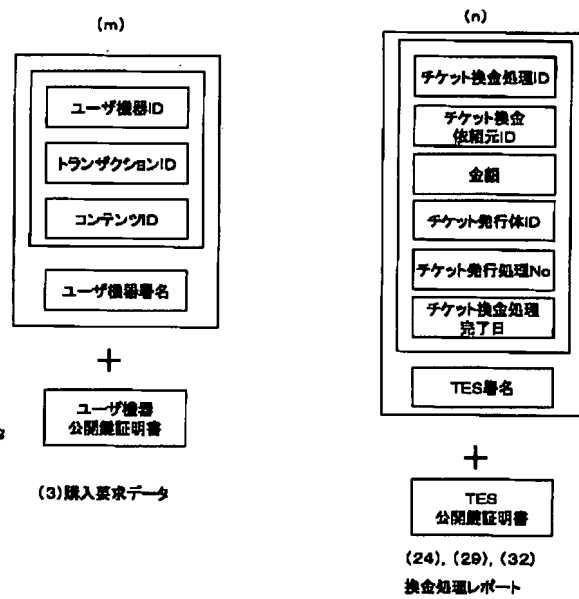 (m)
ユーザ機器ID
トランザクションID
コンテンツID
ユーザ機器署名
+
ユーザ機器
公開鍵証明書
(3)購入要求データ
(n)
チケット換金処理ID
チケット換金
依頼元ID
金額
チケット発行体ID
チケット発行処理No
チケット換金処理
完了日
TES署名
+
TES
公開鍵証明書
(24), (29), (32)
換金処理レポート